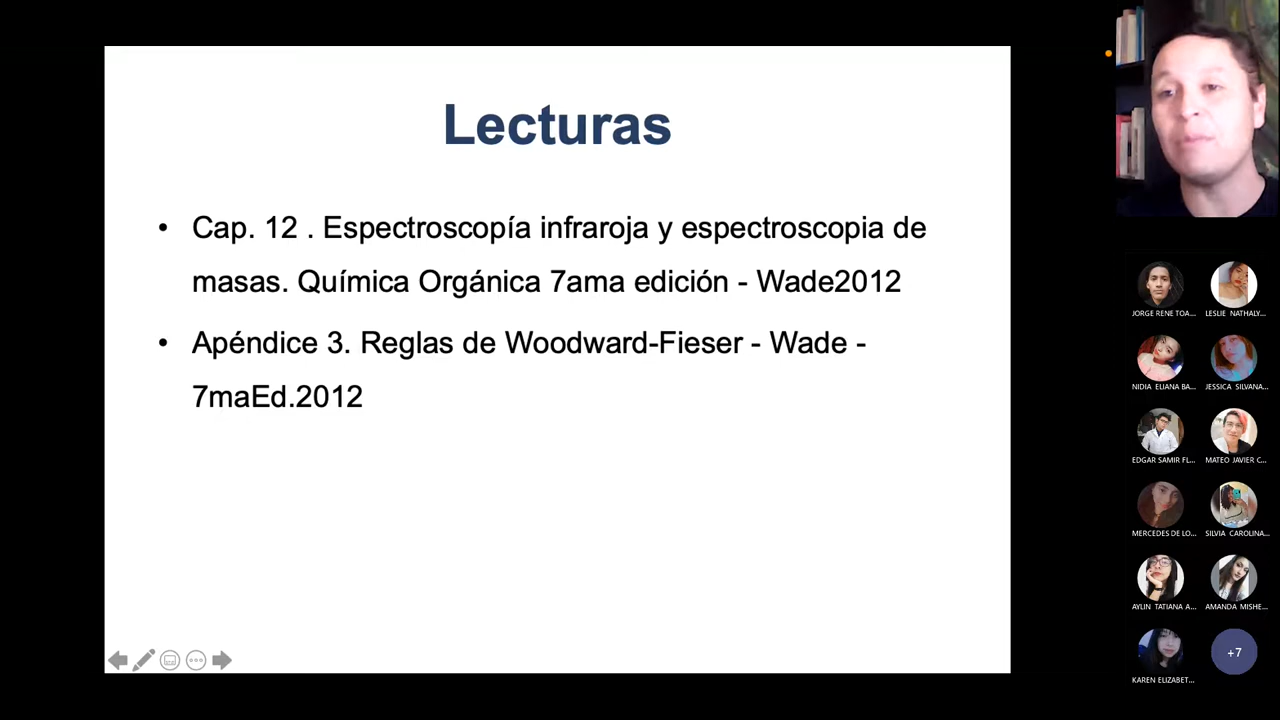 Lecturas
• Cap. 12 . Espectroscopía infraroja y espectroscopia de
masas. Química Orgánica 7ama edición - Wade2012
• Apéndice 3. Reglas de Woodward-Fieser - Wade -
7maEd.2012
JORGE RENE TOA...
LESLIE NATHALY...
NIDIA ELIANA BA...
JESSICA SILVANA...
EDGAR SAMIR FL...
MATEO JAVIER C...
MERCEDES DE LO...
SILVIA CAROLINA...
AYLIN TATIANA A...
AMANDA MISHE...
KAREN ELIZABET...
+7